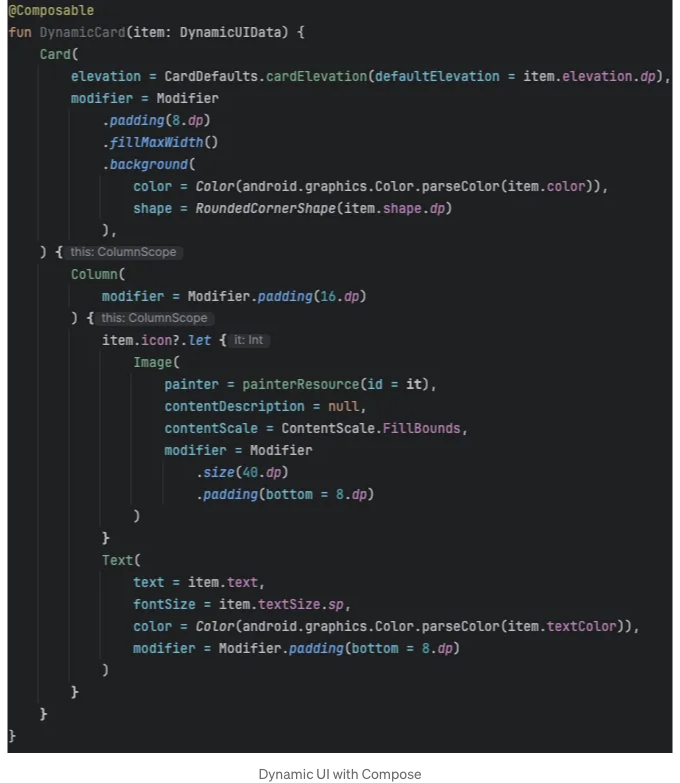 @Composable
fun DynamicCard(item: DynamicUIData) {
    Card(
        elevation = CardDefaults.cardElevation(defaultElevation = item.elevation.dp),
        modifier = Modifier
            .padding(8.dp)
            .fillMaxWidth()
            .background(
                color = Color(android.graphics.Color.parseColor(item.color)),
                shape = RoundedCornerShape(item.shape.dp)
            ),
    ) { this: ColumnScope
        Column(
            modifier = Modifier.padding(16.dp)
        ) { this: ColumnScope
            item.icon?.let { it: Int
                Image(
                    painter = painterResource(id = it),
                    contentDescription = null,
                    contentScale = ContentScale.FillBounds,
                    modifier = Modifier
                        .size(40.dp)
                        .padding(bottom = 8.dp)
                )
            }
            Text(
                text = item.text,
                fontSize = item.textSize.sp,
                color = Color(android.graphics.Color.parseColor(item.textColor)),
                modifier = Modifier.padding(bottom = 8.dp)
            )
        }
    }
}
Dynamic UI with Compose